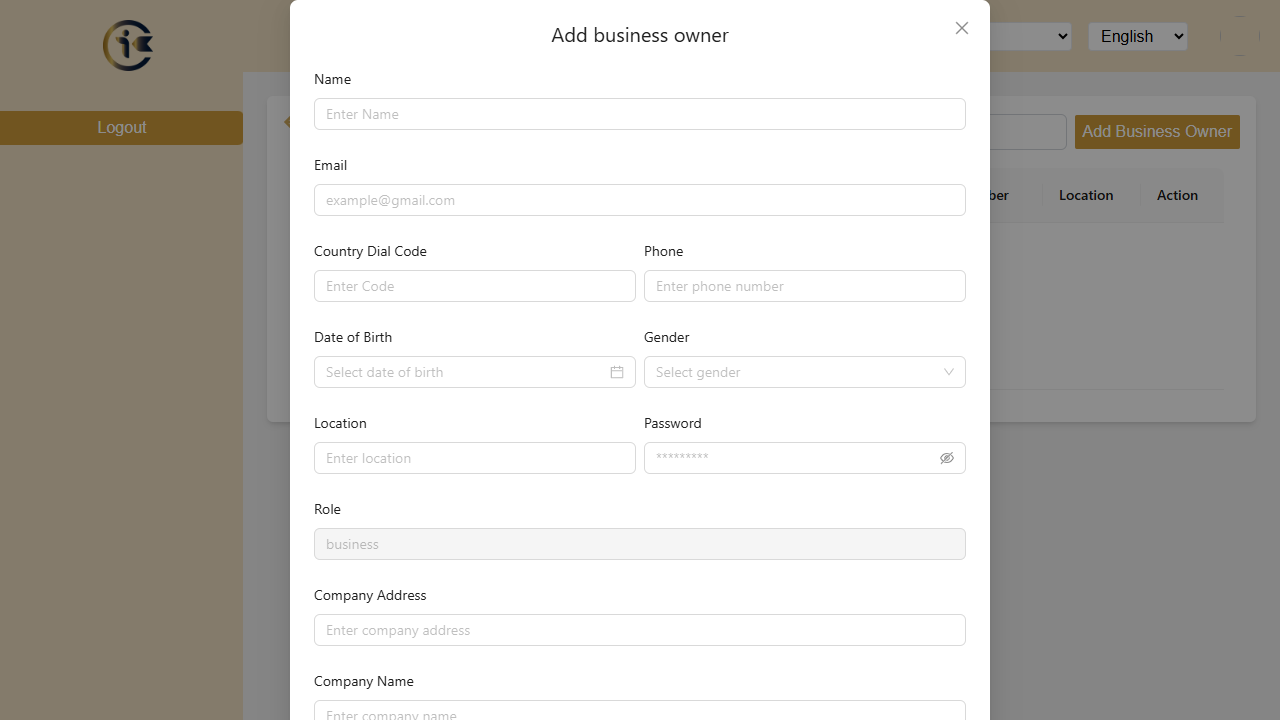 Add business owner
English
Logout
Name
Enter Name
Add Business Owner
Email
example@gmail.com
Location
Action
Country Dial Code
Phone
Enter Code
Enter phone number
Date of Birth
Gender
Select date of birth
Select gender
Location
Password
Enter location
*********
Role
business
Company Address
Enter company address
Company Name
Enter company name